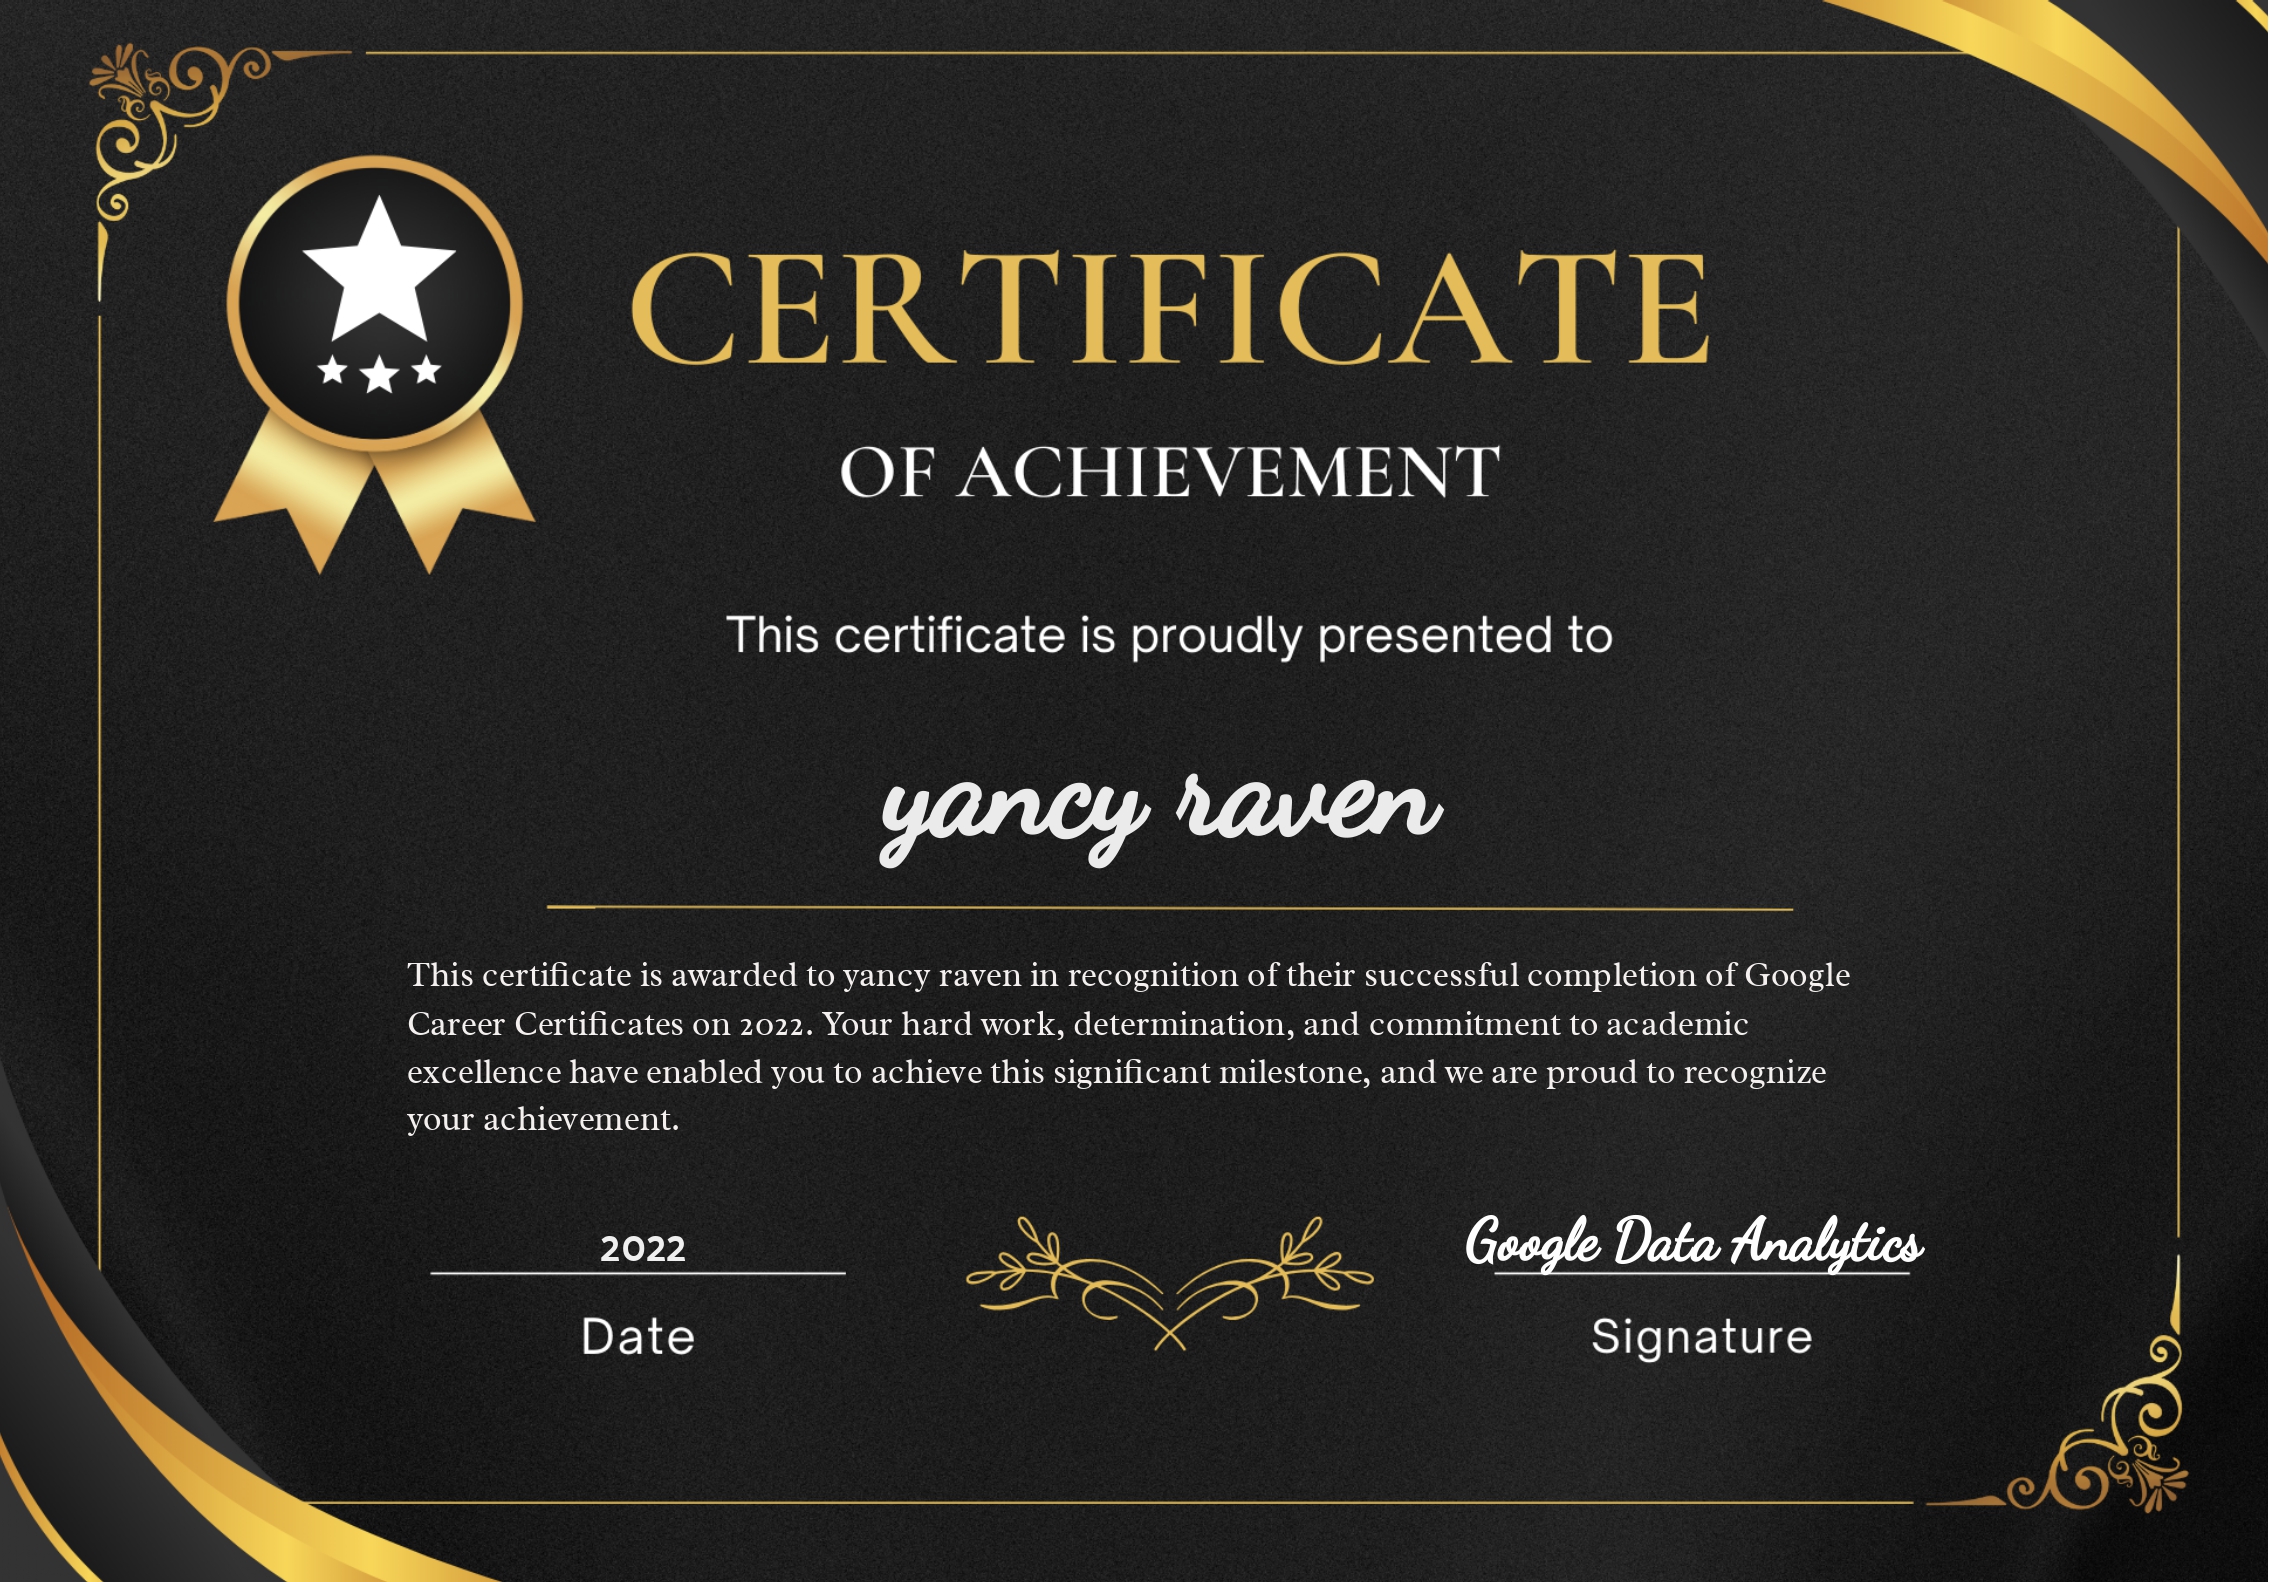 CERTIFICATE
OF ACHIEVEMENT
This certificate is proudly presented to
yancy raven
This certificate is awarded to yancy raven in recognition of their successful completion of Google
Career Certificates on 2022. Your hard work, determination, and commitment to academic
excellence have enabled you to achieve this significant milestone, and we are proud to recognize
your achievement.
2022
Date
Google Data Analytics
Signature